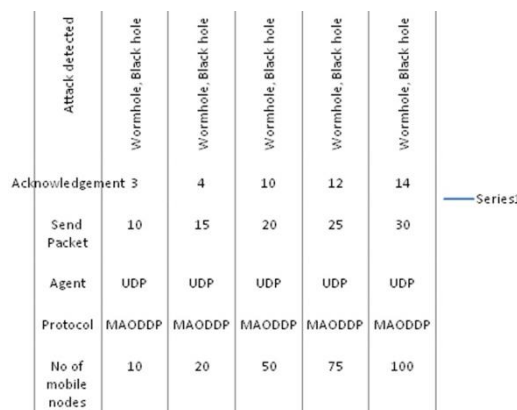 Attack detected Wormhole, Black hole Wormhole, Black hole Wormhole, Black hole Wormhole, Black hole Wormhole, Black hole
Acknowledgement 3 4 10 12 14
Send
Packet 10 15 20 25 30
Agent UDP UDP UDP UDP UDP
Protocol MAODDP MAODDP MAODDP MAODDP MAODDP
No of
mobile
nodes 10 20 50 75 100